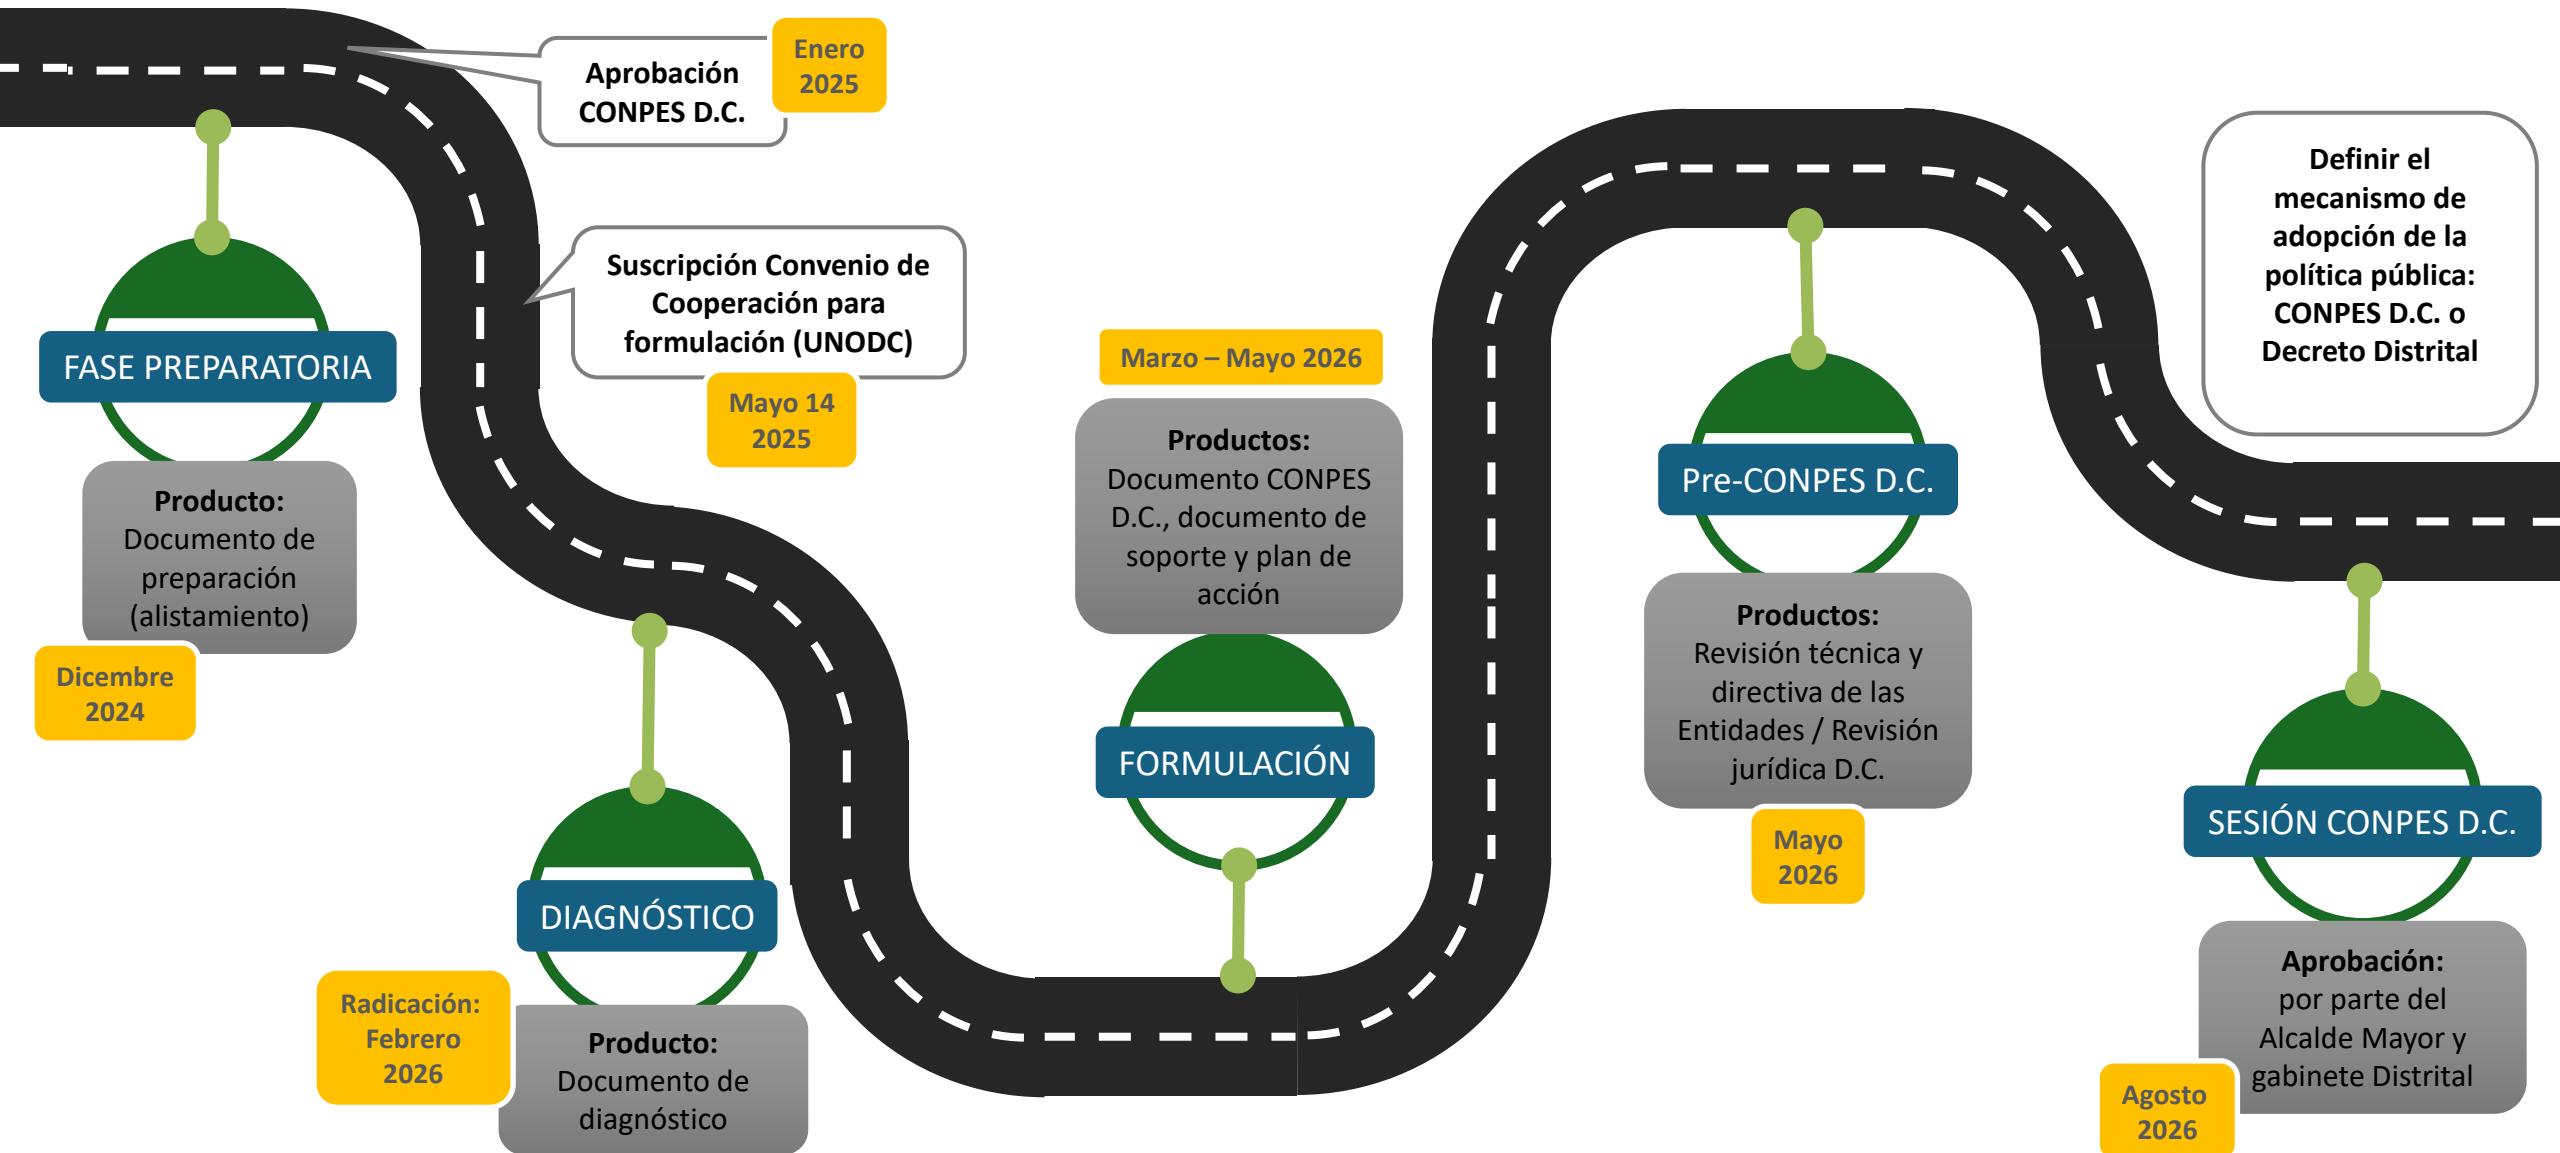 Aprobación
CONPES D.C.
Enero
2025
FASE PREPARATORIA
Producto:
Documento de
preparación
(alistamiento)
Dicembre
2024
Suscripción Convenio de
Cooperación para
formulación (UNODC)
Mayo 14
2025
DIAGNÓSTICO
Radicación:
Febrero
2026
Producto:
Documento de
diagnóstico
Marzo – Mayo 2026
Productos:
Documento CONPES
D.C., documento de
soporte y plan de
acción
FORMULACIÓN
Pre-CONPES D.C.
Productos:
Revisión técnica y
directiva de las
Entidades / Revisión
jurídica D.C.
Mayo
2026
Definir el
mecanismo de
adopción de la
política pública:
CONPES D.C. o
Decreto Distrital
SESIÓN CONPES D.C.
Aprobación:
por parte del
Alcalde Mayor y
gabinete Distrital
Agosto
2026